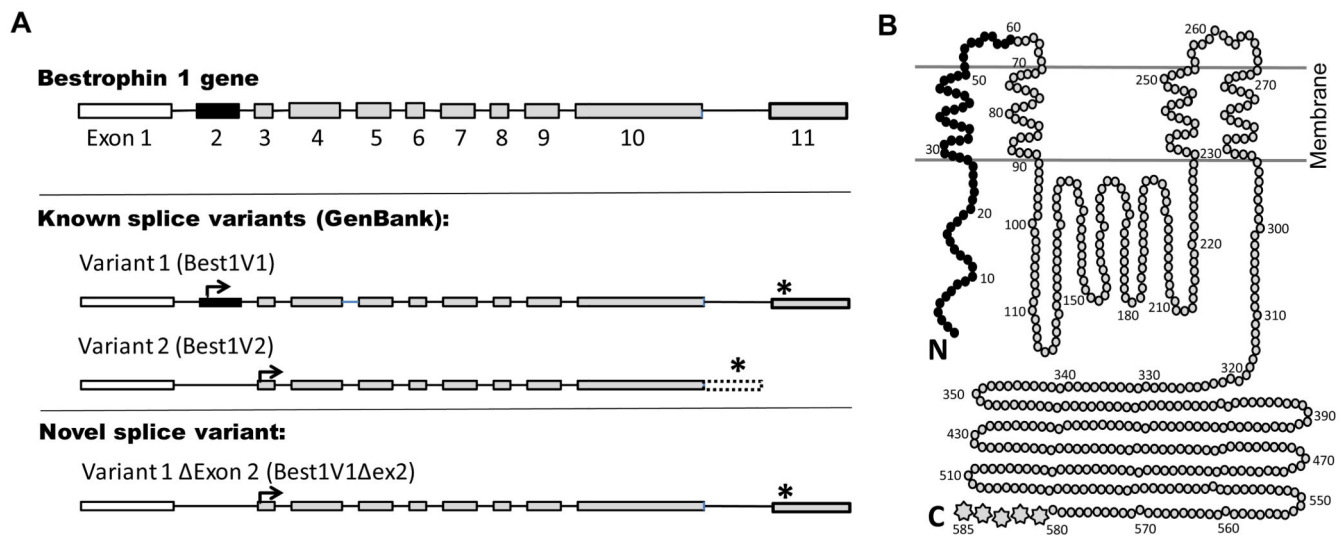 A
Bestrophin 1 gene
Exon 1 2 3 4 5 6 7 8 9 10 11
Known splice variants (GenBank):
Variant 1 (Best1V1)
*
Variant 2 (Best1V2)
*
Novel splice variant:
Variant 1 ΔExon 2 (Best1V1Δex2)
*
B
60 260
70
50 250 270
80
30 90 230
Membrane
20
100 220 300
10
110 150 180 210 310
N
340 330 320
350
390
430
470
510
550
C
585 580 570 560